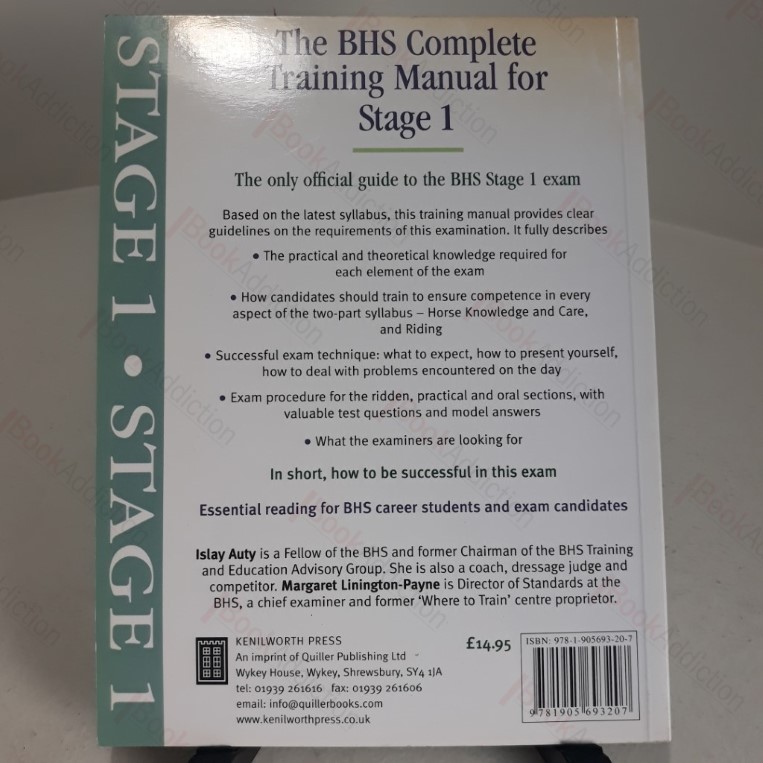 STAGE 1 • STAGE 1
The BHS Complete
Training Manual for
Stage 1
The only official guide to the BHS Stage 1 exam
Based on the latest syllabus, this training manual provides clear
guidelines on the requirements of this examination. It fully describes
• The practical and theoretical knowledge required for
each element of the exam
• How candidates should train to ensure competence in every
aspect of the two-part syllabus – Horse Knowledge and Care,
and Riding
• Successful exam technique: what to expect, how to present yourself,
how to deal with problems encountered on the day
• Exam procedure for the ridden, practical and oral sections, with
valuable test questions and model answers
• What the examiners are looking for
In short, how to be successful in this exam
Essential reading for BHS career students and exam candidates
Islay Auty is a Fellow of the BHS and former Chairman of the BHS Training
and Education Advisory Group. She is also a coach, dressage judge and
competitor. Margaret Linington-Payne is Director of Standards at the
BHS, a chief examiner and former 'Where to Train' centre proprietor.
KENILWORTH PRESS
An imprint of Quiller Publishing Ltd
Wykey House, Wykey, Shrewsbury, SY4 1JA
tel: 01939 261616 fax: 01939 261606
email: info@quillerbooks.com
www.kenilworthpress.co.uk
£14.95
ISBN: 978-1-905693-20-7
9 781905 693207
BookAddiction